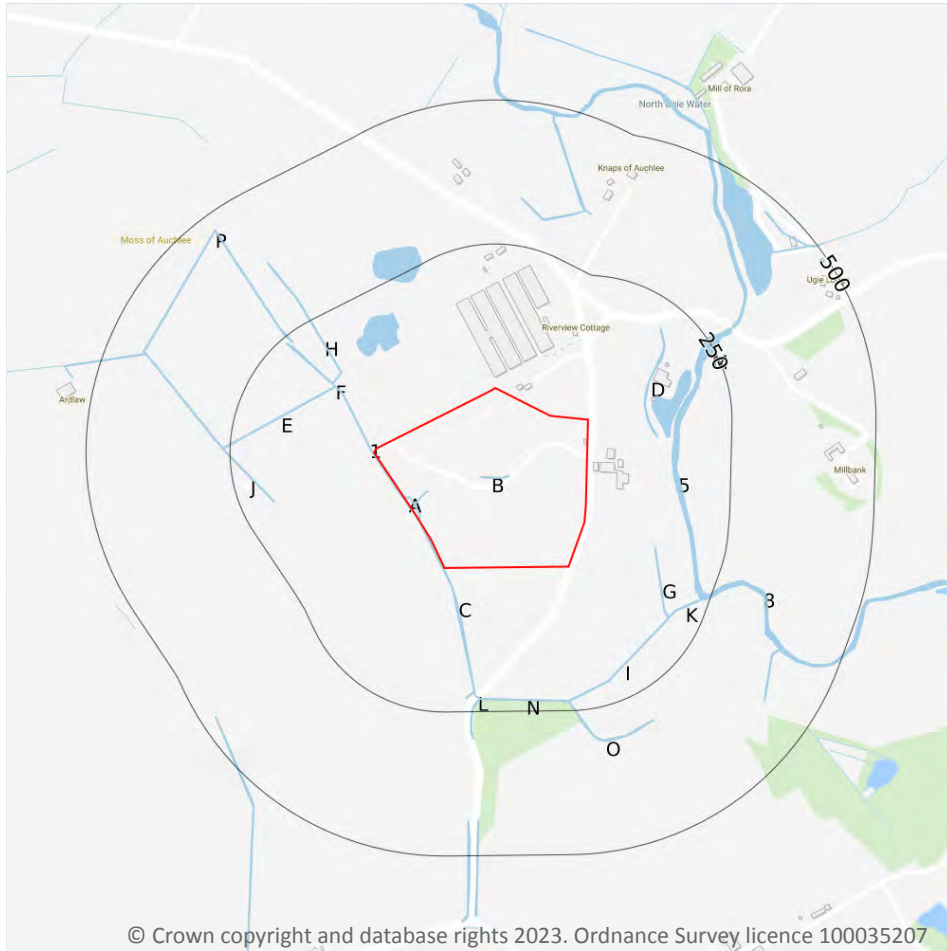 Mill of Rora
North Ugie Water
Knaps of Auchlee
Moss of Auchlee
P
500
Riverview Cottage
250
H
F
D
Ardlaw
E
1
Millbank
J
B
5
A
G
3
C
K
I
L
N
O
© Crown copyright and database rights 2023. Ordnance Survey licence 100035207